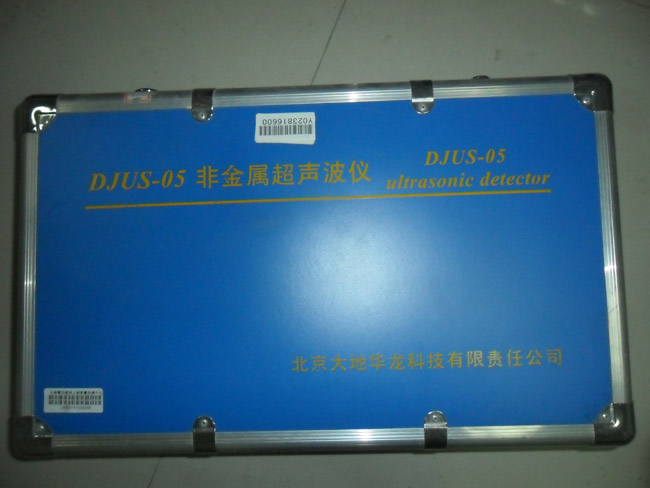 Y023816600
DJUS-05 非金属超声波仪
DJUS-05
ultrasonic detector
北京大地华龙科技有限责任公司